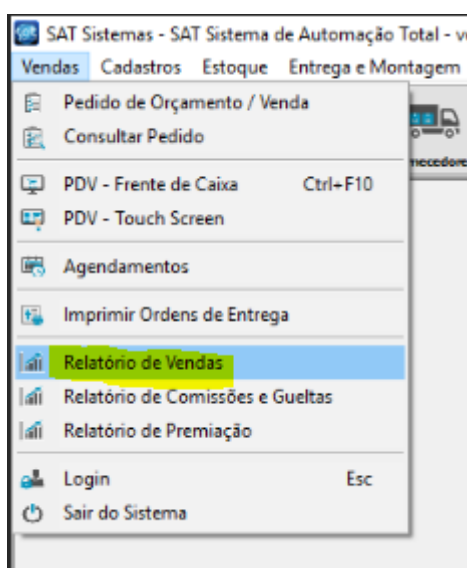 SAT Sistemas - SAT Sistema de Automação Total - v
Vendas Cadastros Estoque Entrega e Montagem
Pedido de Orçamento / Venda
Consultar Pedido
PDV - Frente de Caixa Ctrl+F10
PDV - Touch Screen
Agendamentos
Imprimir Ordens de Entrega
Relatório de Vendas
Relatório de Comissões e Gueltas
Relatório de Premiação
Login Esc
Sair do Sistema